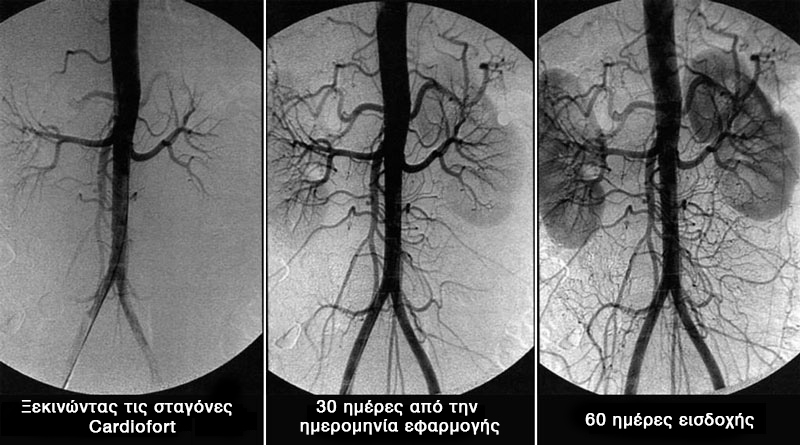 Ξεκινώντας τις σταγόνες
Cardiofort
30 ημέρες από την
ημερομηνία εφαρμογής
60 ημέρες εισδοχής